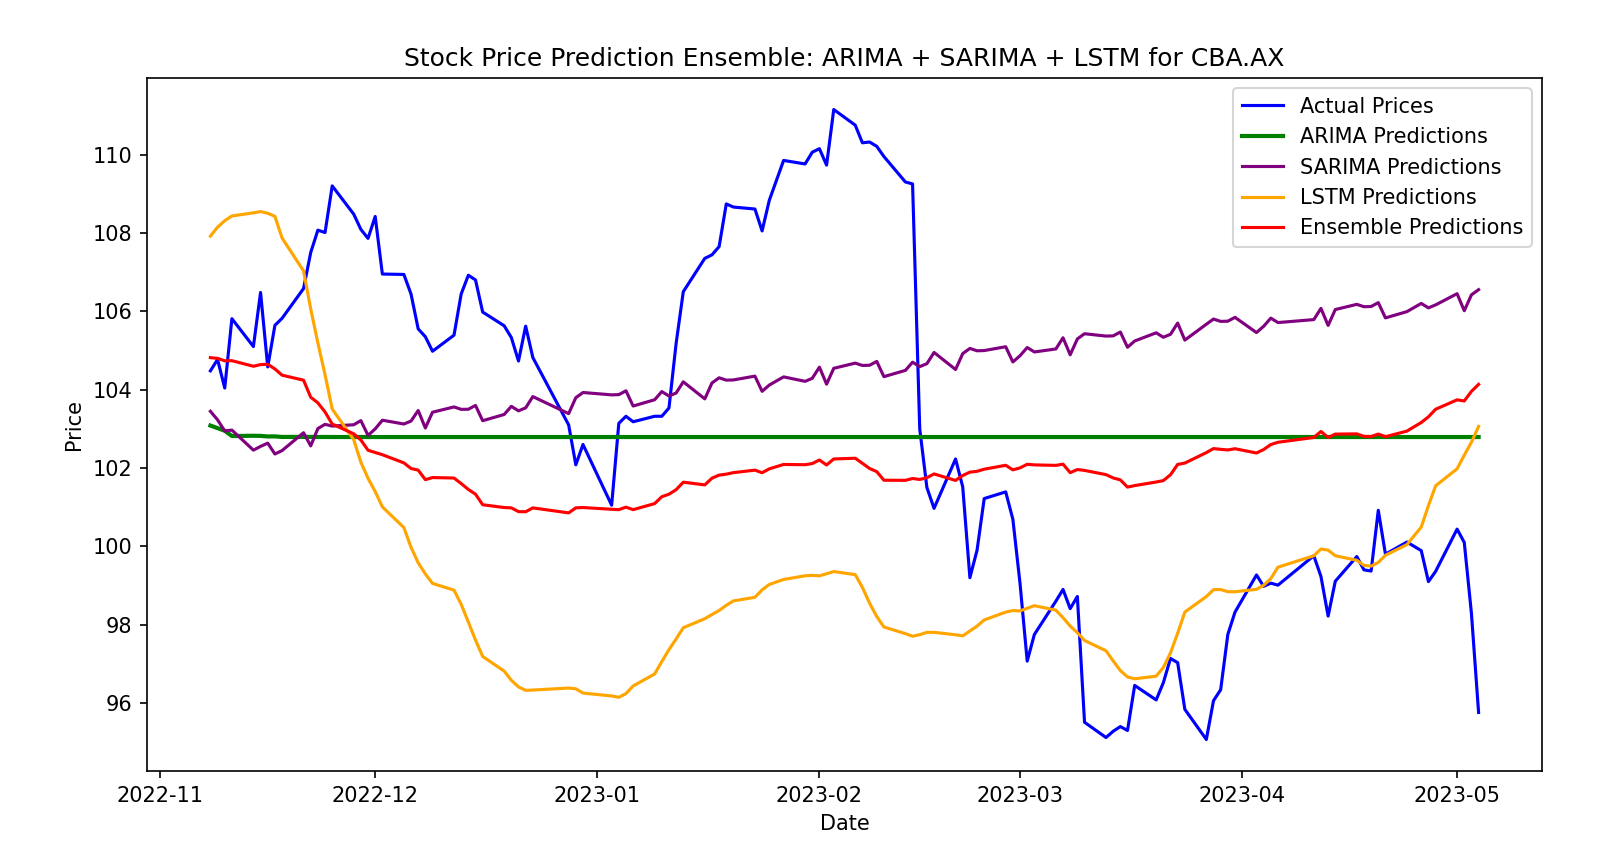 Stock Price Prediction Ensemble: ARIMA + SARIMA + LSTM for CBA.AX
Actual Prices
ARIMA Predictions
SARIMA Predictions
LSTM Predictions
Ensemble Predictions
Price
110
108
106
104
102
100
98
96
2022-11 2022-12 2023-01 2023-02 2023-03 2023-04 2023-05
Date